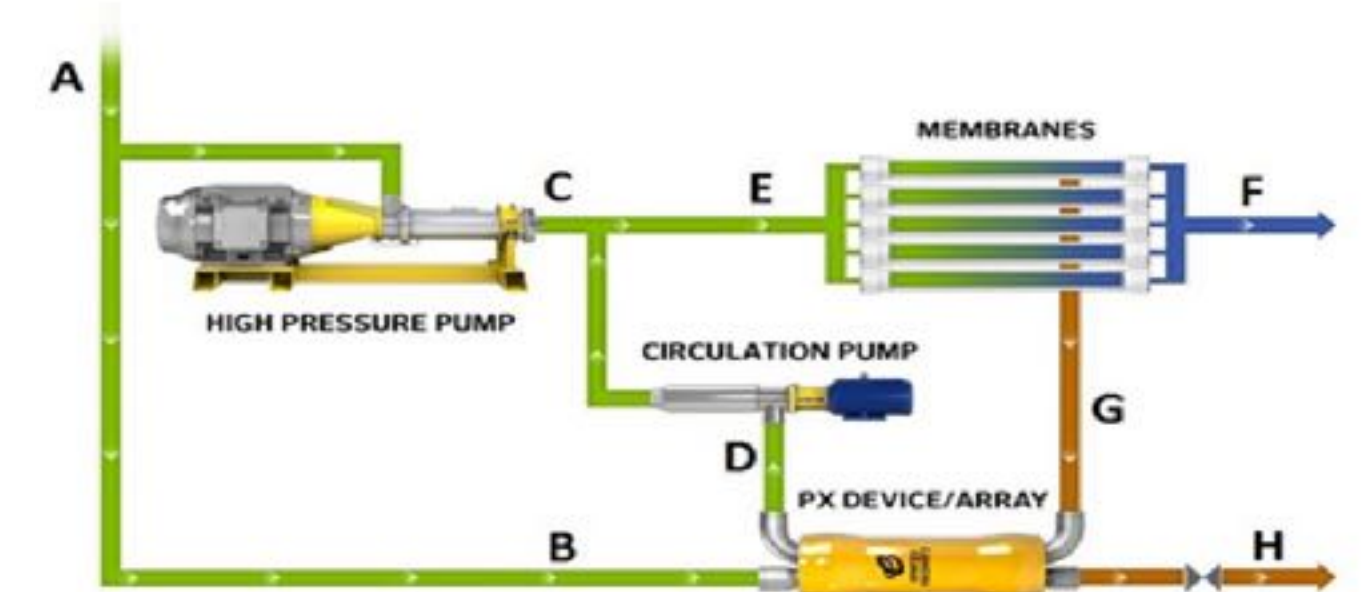 A
MEMBRANES
C
E
F
HIGH PRESSURE PUMP
CIRCULATION PUMP
G
D
PX DEVICE/ARRAY
B
H